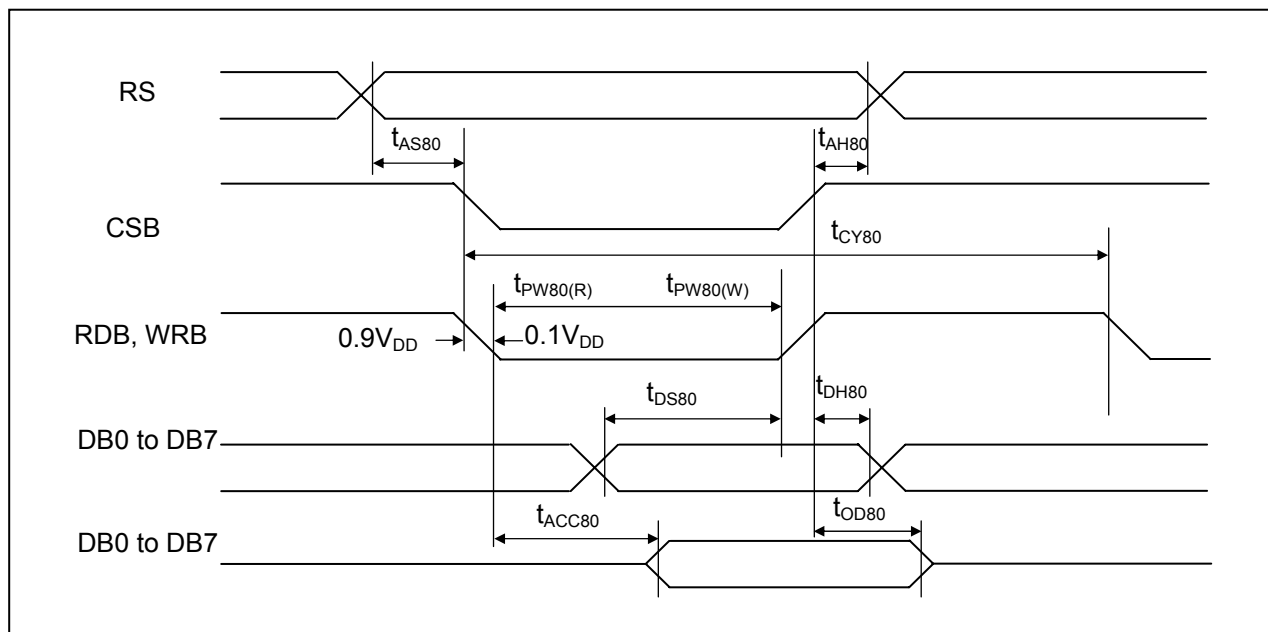 RS
tAS80
tAH80
CSB
tCY80
tPW80(R) tPW80(W)
RDB, WRB
0.9VDD 0.1VDD
tDS80
tDH80
DB0 to DB7
tACC80
tOD80
DB0 to DB7